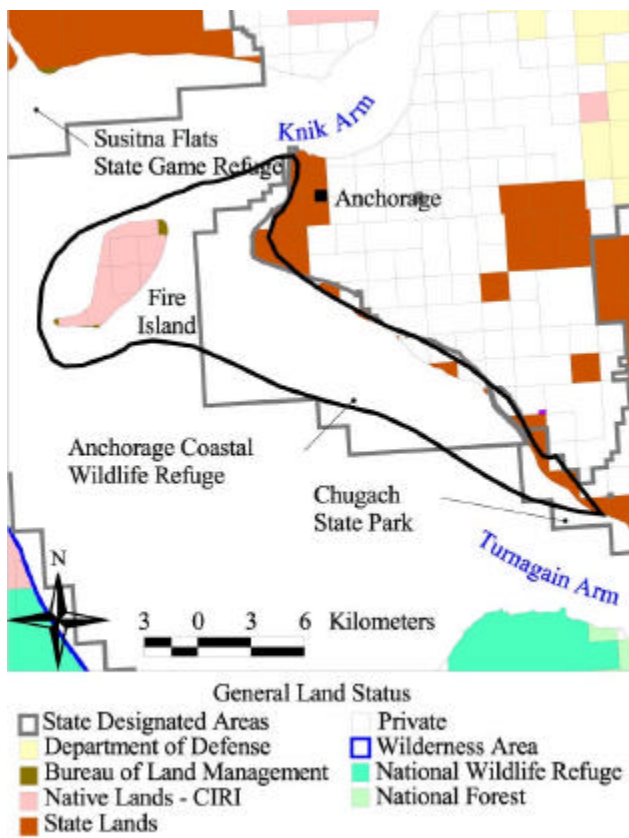 Knik Arm
Susitna Flats
State Game Refuge
Anchorage
Fire
Island
Anchorage Coastal
Wildlife Refuge
Chugach
State Park
Turnagain Arm
N
3 0 3 6 Kilometers
General Land Status
State Designated Areas
Private
Department of Defense
Wilderness Area
Bureau of Land Management
National Wildlife Refuge
Native Lands - CIRI
National Forest
State Lands